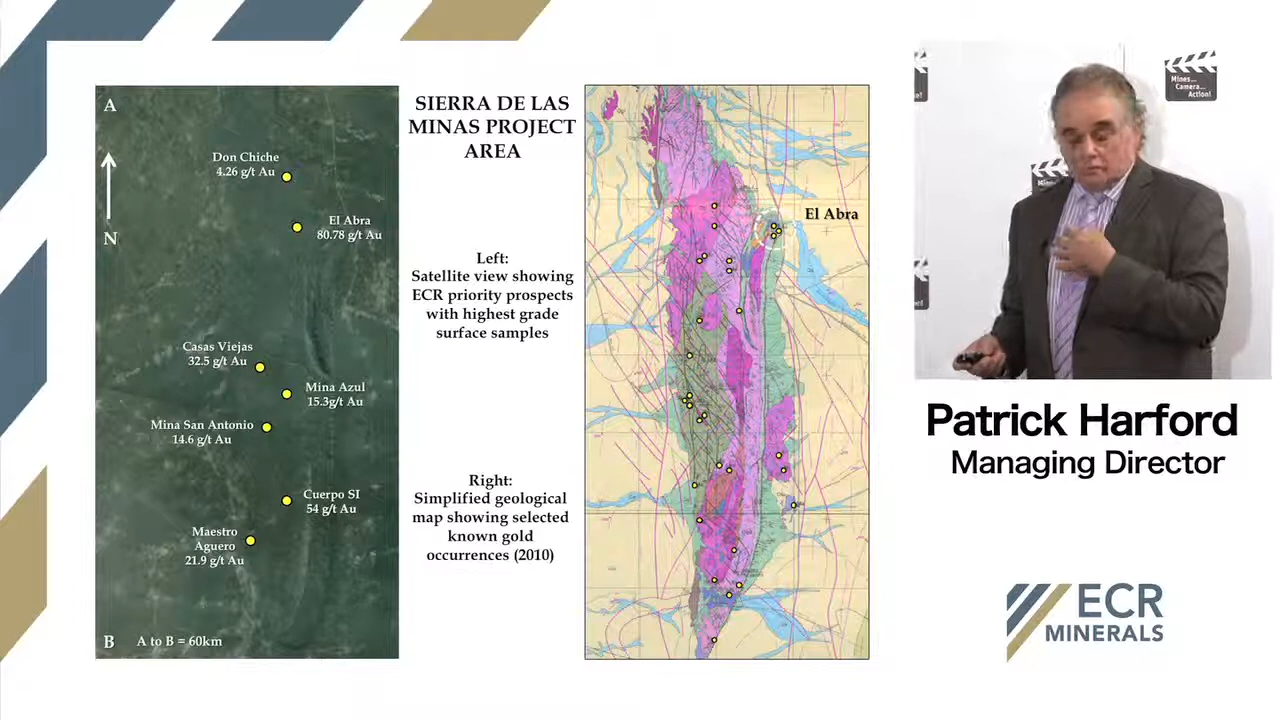 A
Don Chiche
4.26 g/t Au
N
El Abra
80.78 g/t Au
Casas Viejas
32.5 g/t Au
Mina Azul
15.3g/t Au
Mina San Antonio
14.6 g/t Au
Cuerpo SI
54 g/t Au
Maestro
Aguero
21.9 g/t Au
B
A to B = 60km
SIERRA DE LAS
MINAS PROJECT
AREA
Left:
Satellite view showing
ECR priority prospects
with highest grade
surface samples
Right:
Simplified geological
map showing selected
known gold
occurrences (2010)
El Abra
Mines...
Camera...
Action!
Patrick Harford
Managing Director
ECR
MINERALS